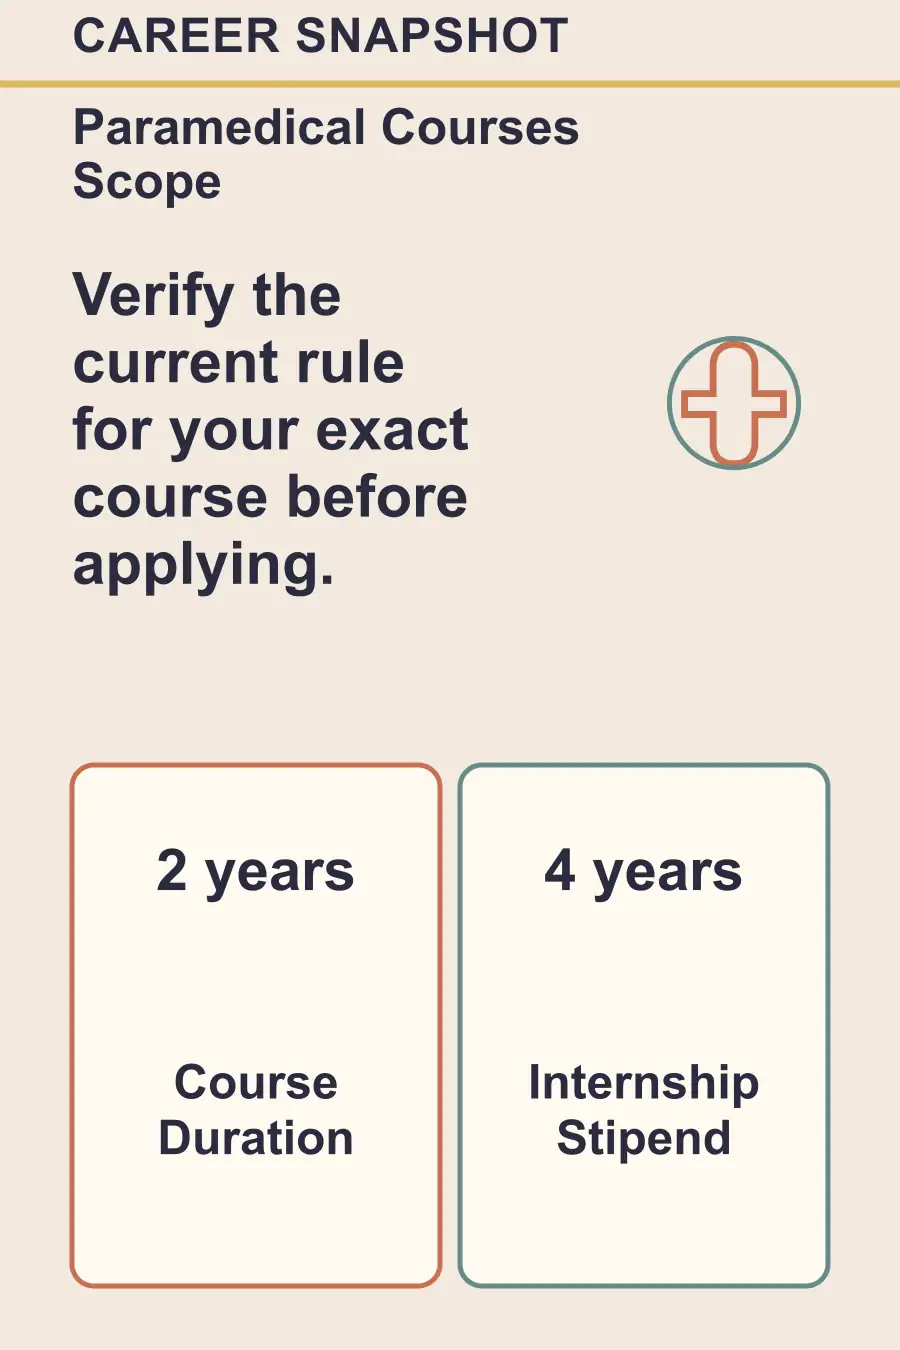 CAREER SNAPSHOT
Paramedical Courses
Scope
Verify the
current rule
for your exact
course before
applying.
2 years
Course
Duration
4 years
Internship
Stipend